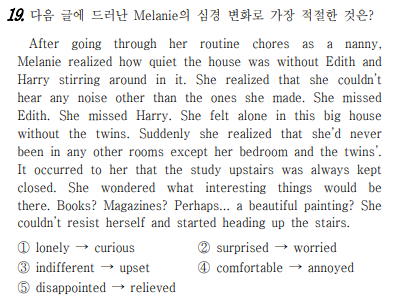 19. 다음 글에 드러난 Melanie의 심경 변화로 가장 적절한 것은?
After going through her routine chores as a nanny,
Melanie realized how quiet the house was without Edith and
Harry stirring around in it. She realized that she couldn't
hear any noise other than the ones she made. She missed
Edith. She missed Harry. She felt alone in this big house
without the twins. Suddenly she realized that she'd never
been in any other rooms except her bedroom and the twins'.
It occurred to her that the study upstairs was always kept
closed. She wondered what interesting things would be
there. Books? Magazines? Perhaps... a beautiful painting? She
couldn't resist herself and started heading up the stairs.
① lonely → curious ② surprised → worried
③ indifferent → upset ④ comfortable → annoyed
⑤ disappointed → relieved